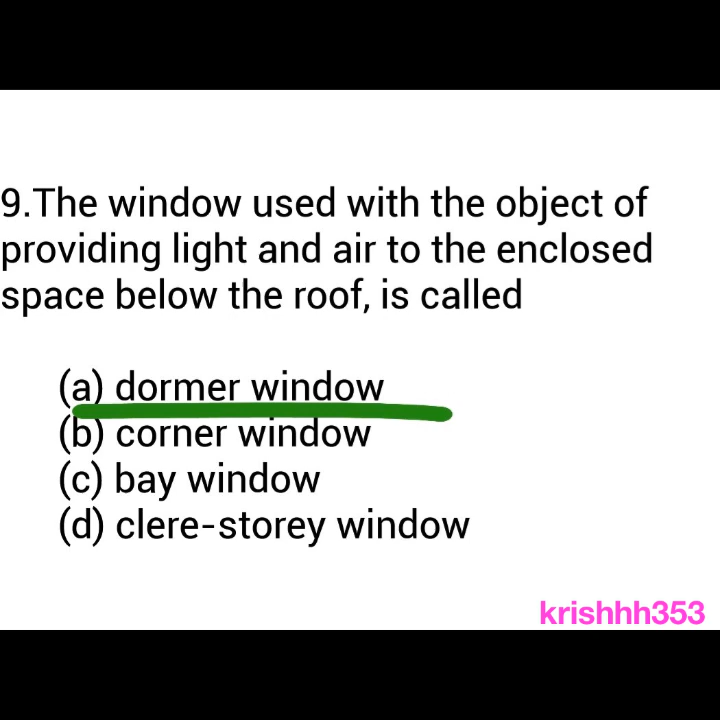 9.The window used with the object of
providing light and air to the enclosed
space below the roof, is called
(a) dormer window
(b) corner window
(c) bay window
(d) clere-storey window
krishhh353